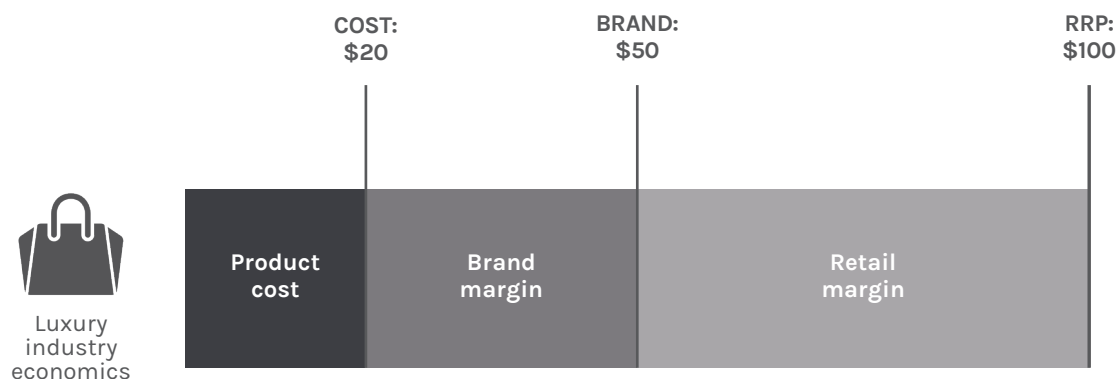 COST:
$20
BRAND:
$50
RRP:
$100
Product
cost
Brand
margin
Retail
margin
Luxury
industry
economics